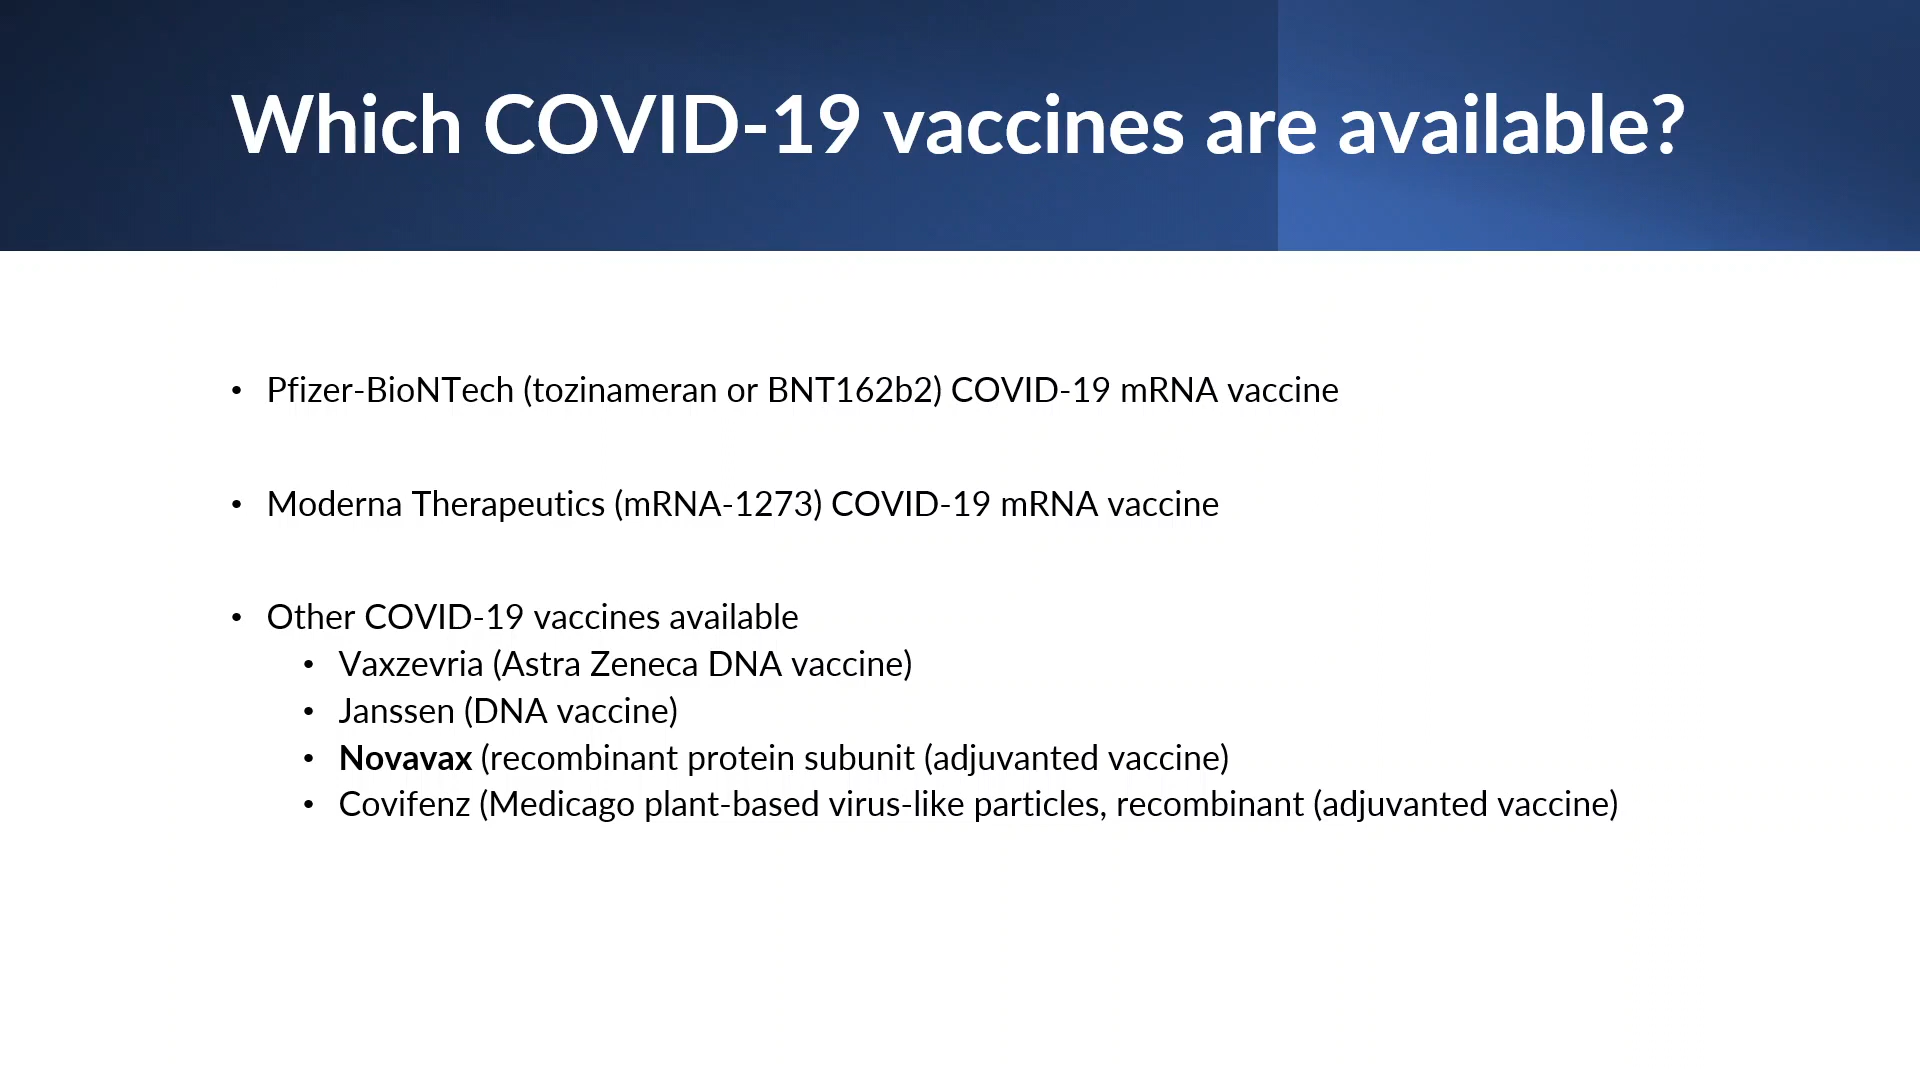 Which COVID-19 vaccines are available?
• Pfizer-BioNTech (tozinameran or BNT162b2) COVID-19 mRNA vaccine
• Moderna Therapeutics (mRNA-1273) COVID-19 mRNA vaccine
• Other COVID-19 vaccines available
• Vaxzevria (Astra Zeneca DNA vaccine)
• Janssen (DNA vaccine)
• Novavax (recombinant protein subunit (adjuvanted vaccine)
• Covifenz (Medicago plant-based virus-like particles, recombinant (adjuvanted vaccine)